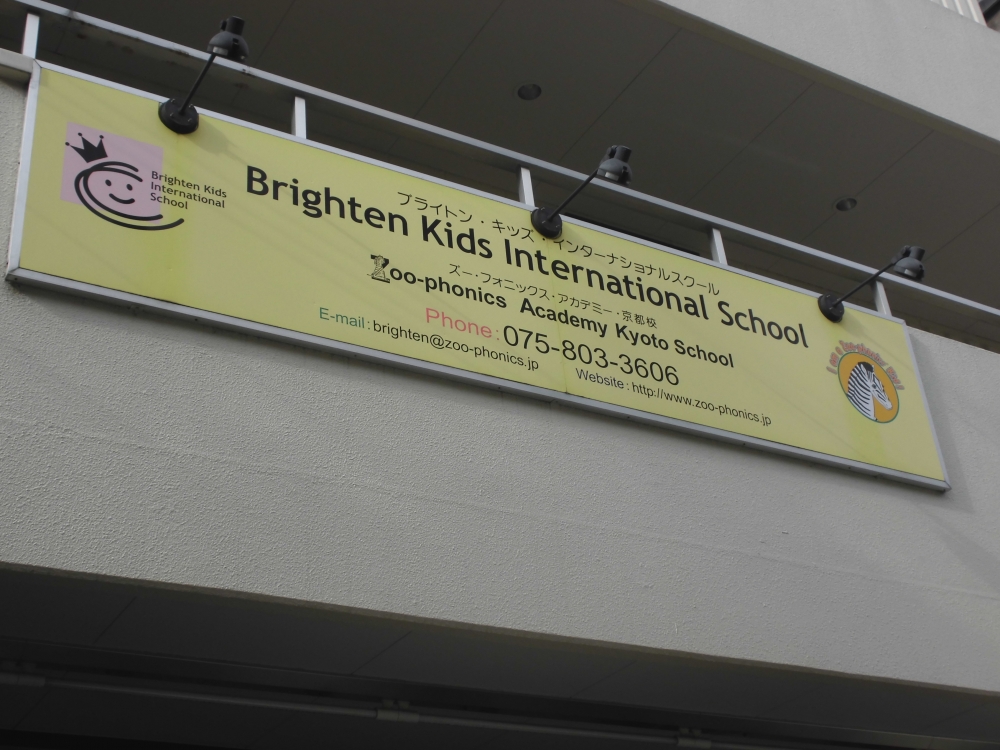 Brighten Kids
International
School
ブライトン・キッズ・インターナショナルスクール
Brighten Kids International School
ズー・フォニックス・アカデミー・京都校
Zoo-phonics Academy Kyoto School
Phone: 075-803-3606
E-mail: brighten@zoo-phonics.jp
Website: http://www.zoo-phonics.jp